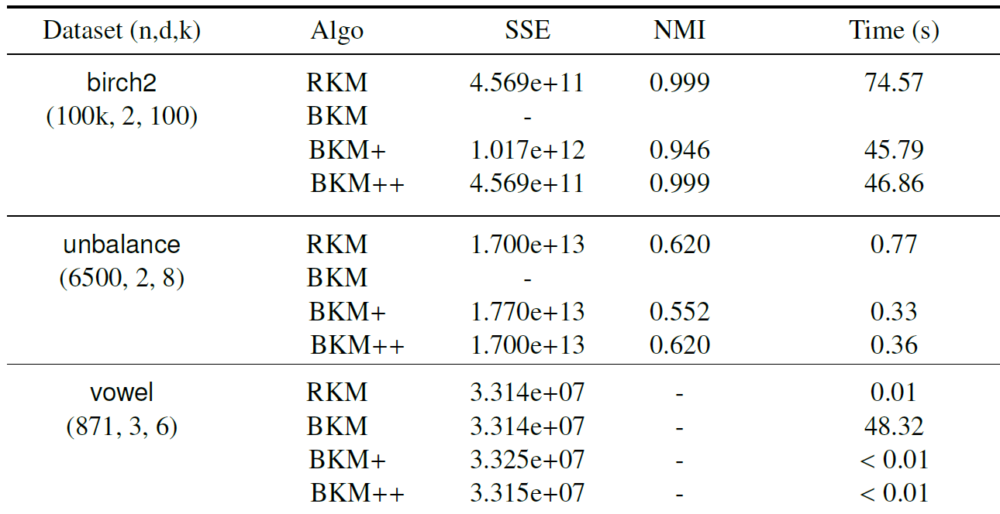 Dataset (n,d,k) Algo SSE NMI Time (s)
birch2 RKM 4.569e+11 0.999 74.57
(100k, 2, 100) BKM -
BKM+ 1.017e+12 0.946 45.79
BKM++ 4.569e+11 0.999 46.86
unbalance RKM 1.700e+13 0.620 0.77
(6500, 2, 8) BKM -
BKM+ 1.770e+13 0.552 0.33
BKM++ 1.700e+13 0.620 0.36
vowel RKM 3.314e+07 - 0.01
(871, 3, 6) BKM 3.314e+07 - 48.32
BKM+ 3.325e+07 - < 0.01
BKM++ 3.315e+07 - < 0.01